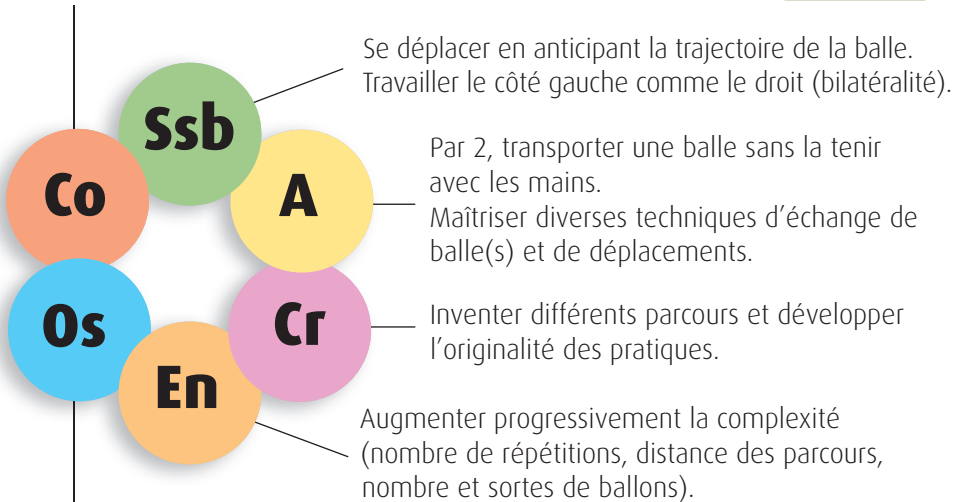 Ssb
Se déplacer en anticipant la trajectoire de la balle.
Travailler le côté gauche comme le droit (bilatéralité).
Co
A
Par 2, transporter une balle sans la tenir
avec les mains.
Maîtriser diverses techniques d'échange de
balle(s) et de déplacements.
Os
Cr
Inventer différents parcours et développer
l'originalité des pratiques.
En
Augmenter progressivement la complexité
(nombre de répétitions, distance des parcours,
nombre et sortes de ballons).